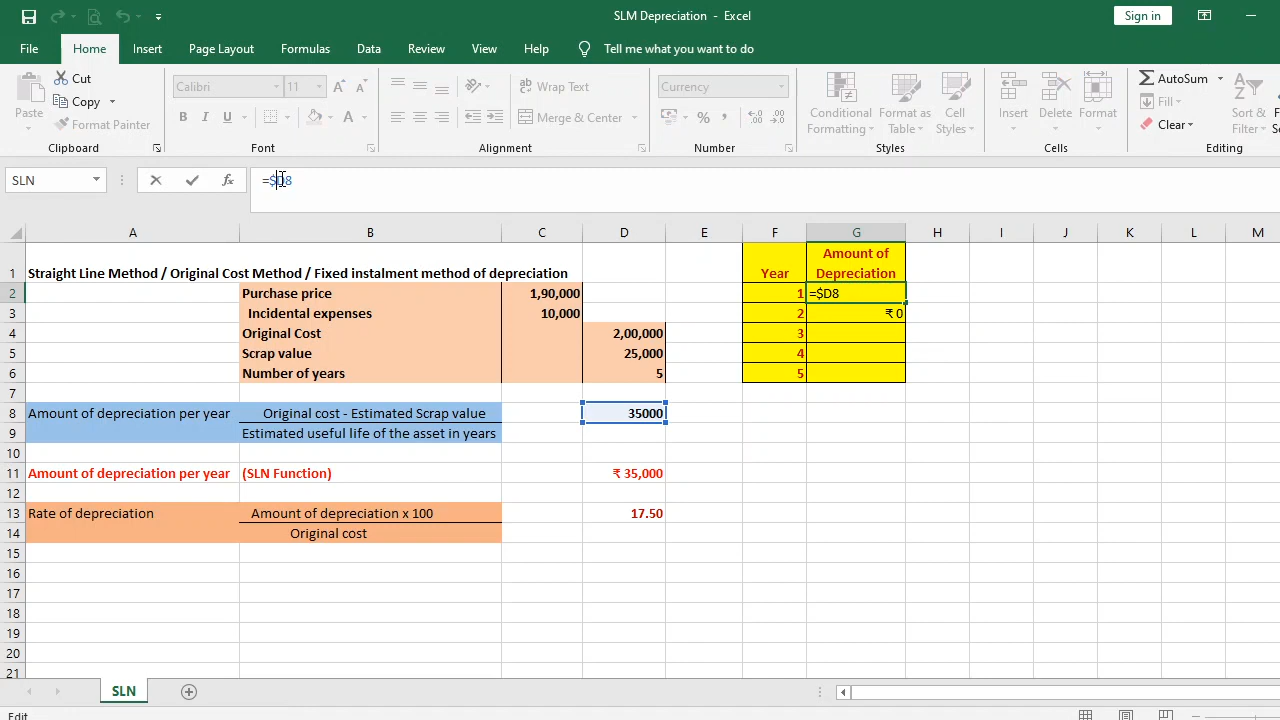 SLM Depreciation - Excel
Sign in
File Home Insert Page Layout Formulas Data Review View Help Tell me what you want to do
Cut
Copy
Format Painter
Paste
Clipboard
Calibri 11
B I U A
Font
ab Wrap Text
Merge & Center
Alignment
Currency
% ,
Number
Conditional Formatting
Format as Table
Cell Styles
Styles
Insert Delete Format
Cells
AutoSum
Fill
Clear
Sort &
Filter
Editing
SLN fx =$D8
A B C D E F G H I J K L M
1 Straight Line Method / Original Cost Method / Fixed instalment method of depreciation Year Amount of Depreciation
2 Purchase price 1,90,000 1 =$D8
3 Incidental expenses 10,000 2 ₹ 0
4 Original Cost 2,00,000 3
5 Scrap value 25,000 4
6 Number of years 5 5
7
8 Amount of depreciation per year Original cost - Estimated Scrap value 35000
9 Estimated useful life of the asset in years
10
11 Amount of depreciation per year (SLN Function) ₹ 35,000
12
13 Rate of depreciation Amount of depreciation x 100 17.50
14 Original cost
15
16
17
18
19
20
21
SLN
Edit